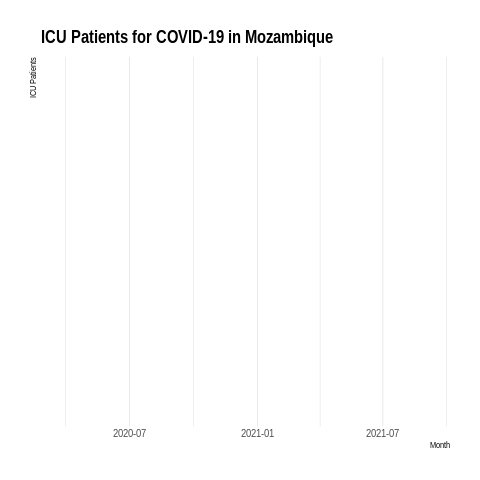 ICU Patients for COVID-19 in Mozambique
ICU Patients
2020-07
2021-01
2021-07
Month